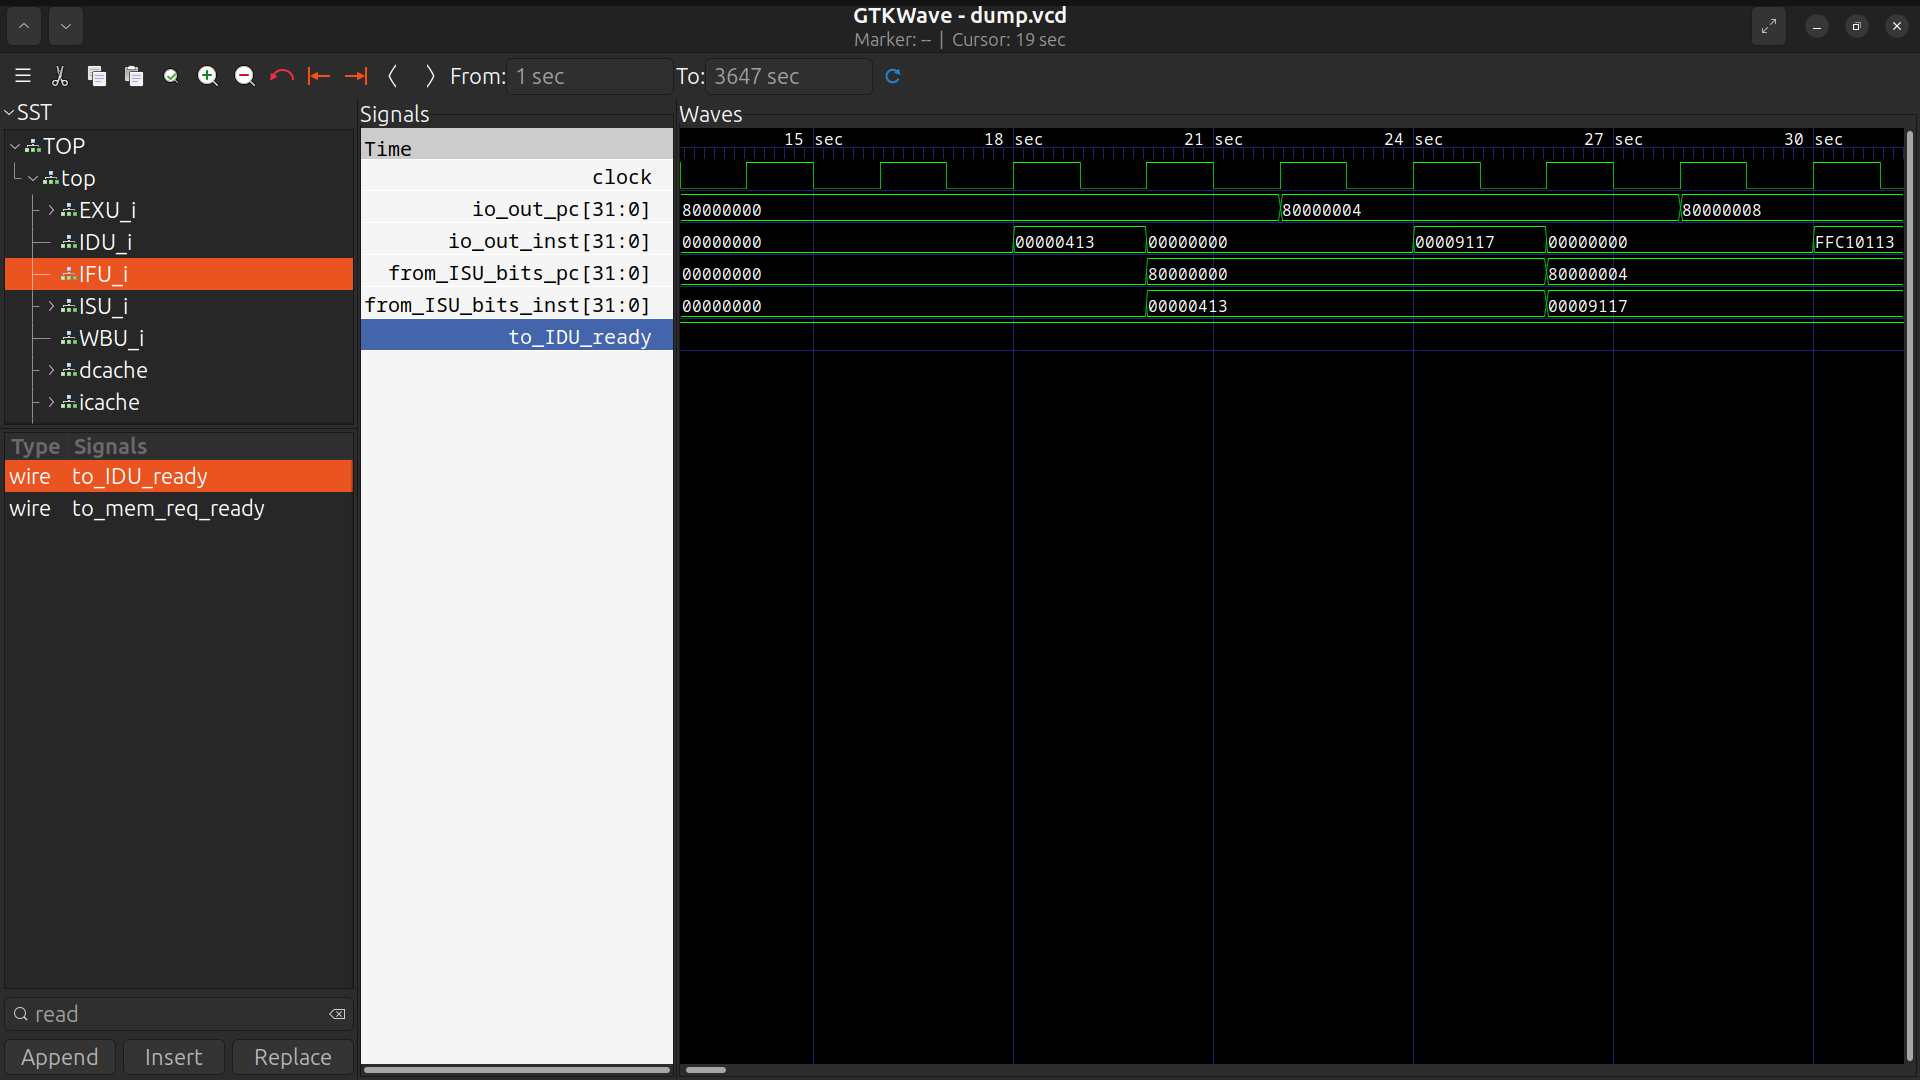 GTKWave - dump.vcd
Marker: -- | Cursor: 19 sec
From: 1 sec To: 3647 sec
SST
TOP
top
EXU_i
IDU_i
IFU_i
ISU_i
WBU_i
dcache
icache
Type Signals
wire to_IDU_ready
wire to_mem_req_ready
read
Append Insert Replace
Signals
Time
clock
io_out_pc[31:0]
io_out_inst[31:0]
from_ISU_bits_pc[31:0]
from_ISU_bits_inst[31:0]
to_IDU_ready
Waves
15 sec 18 sec 21 sec 24 sec 27 sec 30 sec
80000000 80000004 80000008
00000000 00000413 00000000 00009117 00000000 FFC10113
00000000 80000000 80000004
00000000 00000413 00009117